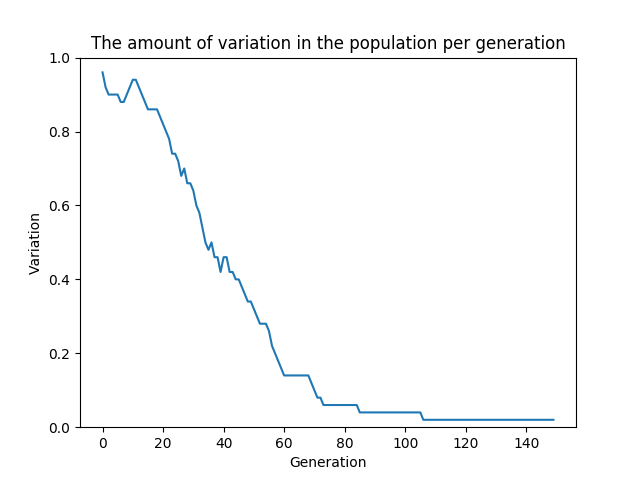 The amount of variation in the population per generation
1.0
0.8
0.6
0.4
0.2
0.0
Variation
0 20 40 60 80 100 120 140
Generation